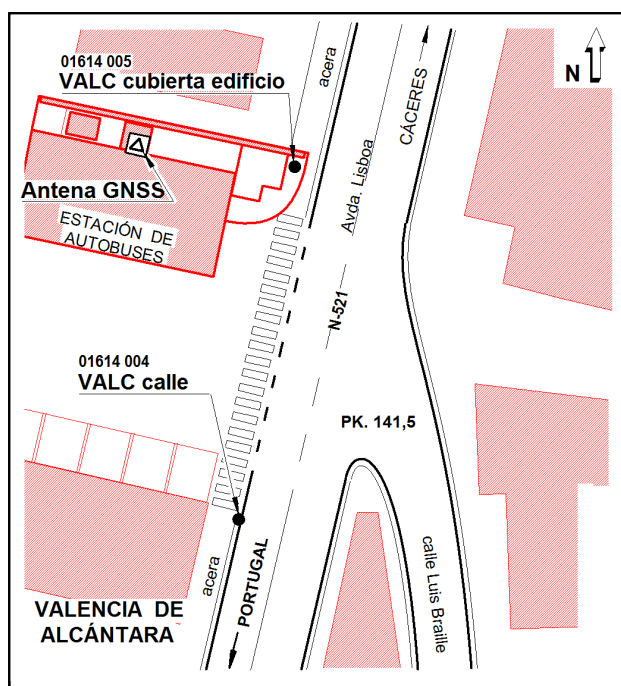 01614 005
VALC cubierta edificio
acera
CÁCERES
N
Avda. Lisboa
Antena GNSS
ESTACIÓN DE
AUTOBUSES
N-521
01614 004
VALC calle
PK. 141,5
acera
PORTUGAL
calle Luis Braille
VALENCIA DE
ALCÁNTARA